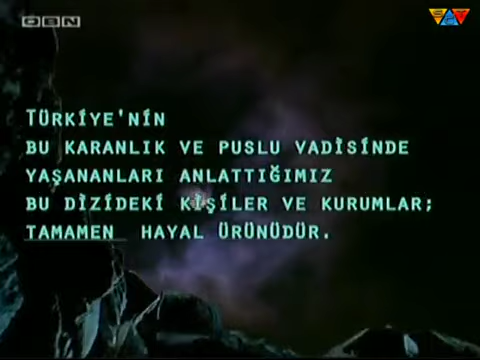 TÜRKİYE'NİN
BU KARANLIK VE PUSLU VADİSİNDE
YAŞANANLARI ANLATTIĞIMIZ
BU DİZİDEKİ KİŞİLER VE KURUMLAR;
TAMAMEN HAYAL ÜRÜNÜDÜR.